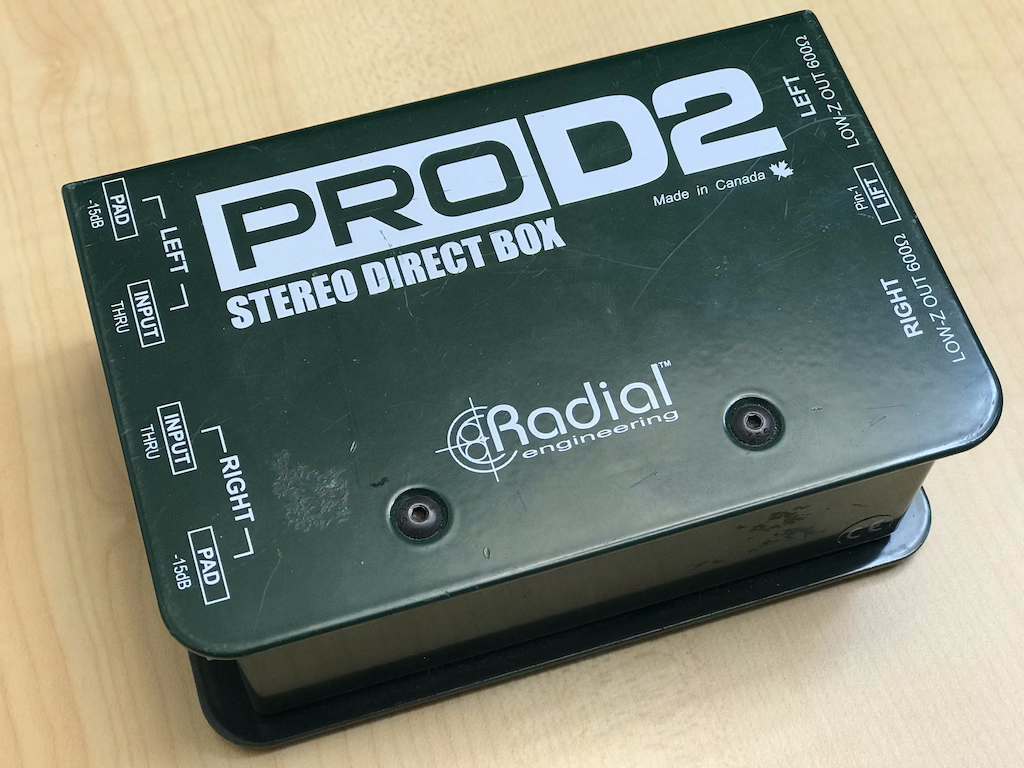 PRO D2
STEREO DIRECT BOX
Made in Canada
PAD
-15dB
LEFT
INPUT
THRU
INPUT
THRU
RIGHT
PAD
-15dB
LEFT
LOW-Z OUT 600Ω
Pin-1
LIFT
RIGHT
LOW-Z OUT 600Ω
Radial™
engineering